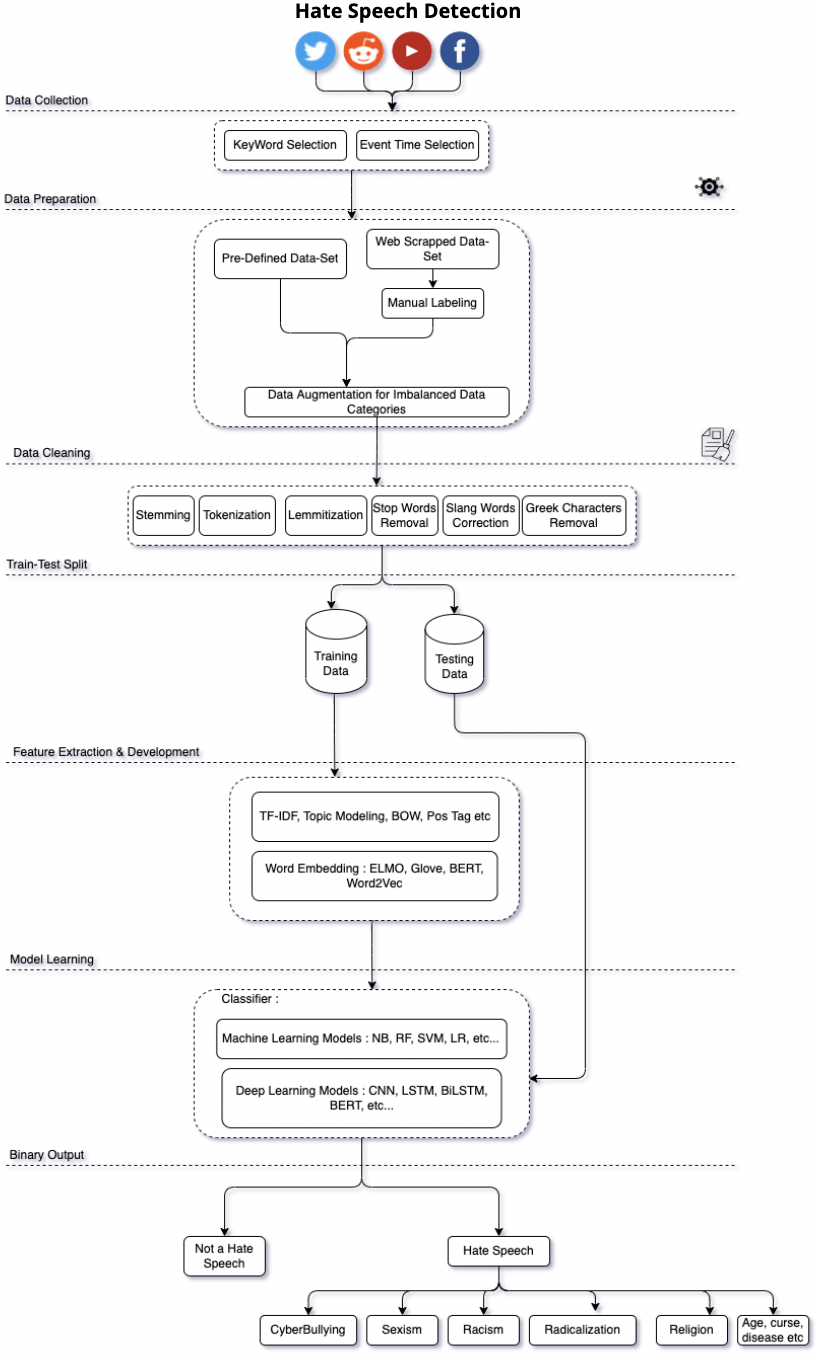 Hate Speech Detection
Data Collection
KeyWord Selection
Event Time Selection
Data Preparation
Pre-Defined Data-Set
Web Scrapped Data-
Set
Manual Labeling
Data Augmentation for Imbalanced Data
Categories
Data Cleaning
Stemming
Tokenization
Lemmitization
Stop Words
Removal
Slang Words
Correction
Greek Characters
Removal
Train-Test Split
Training
Data
Testing
Data
Feature Extraction & Development
TF-IDF, Topic Modeling, BOW, Pos Tag etc
Word Embedding : ELMO, Glove, BERT,
Word2Vec
Model Learning
Classifier :
Machine Learning Models : NB, RF, SVM, LR, etc...
Deep Learning Models : CNN, LSTM, BiLSTM,
BERT, etc...
Binary Output
Not a Hate
Speech
Hate Speech
CyberBullying
Sexism
Racism
Radicalization
Religion
Age, curse,
disease etc